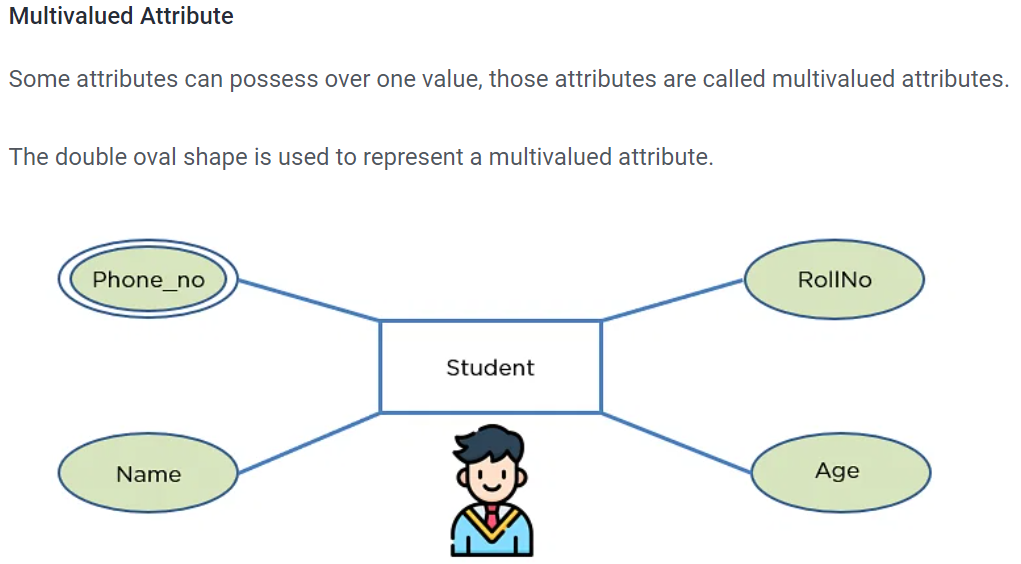 Multivalued Attribute
Some attributes can possess over one value, those attributes are called multivalued attributes.
The double oval shape is used to represent a multivalued attribute.
Phone_no
RollNo
Student
Name
Age